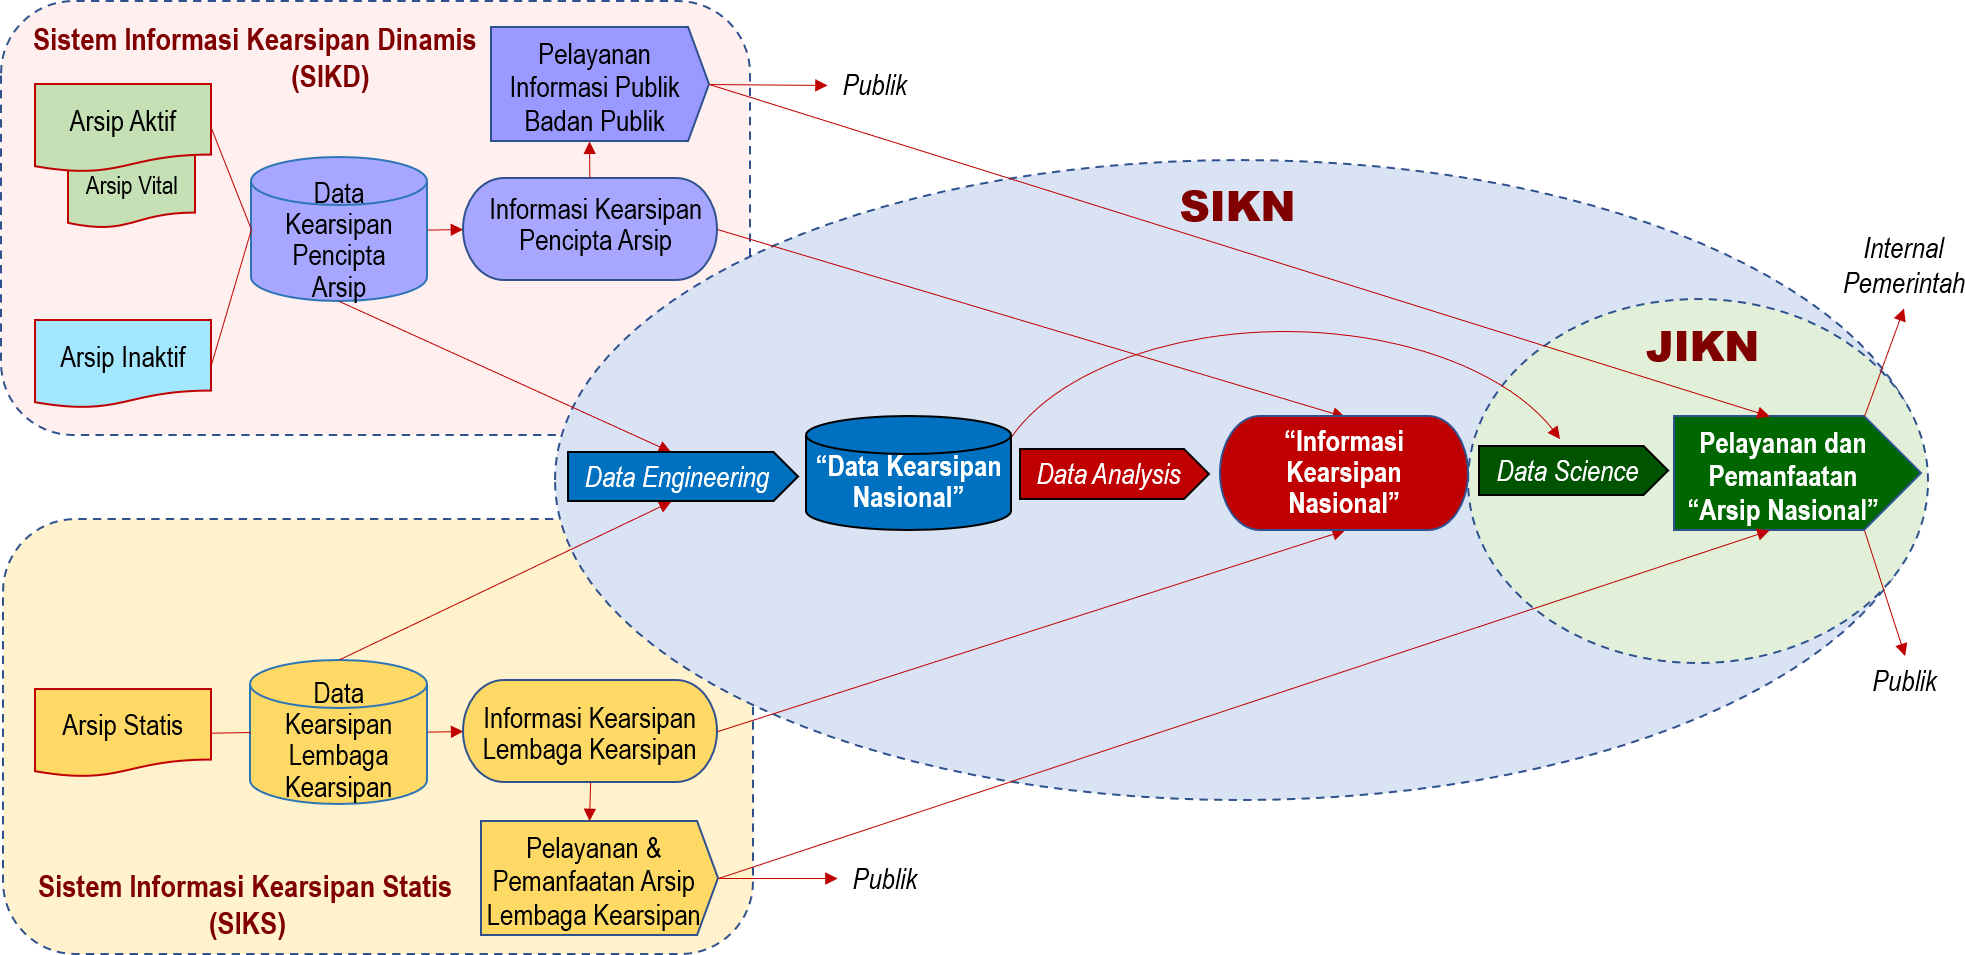 Sistem Informasi Kearsipan Dinamis
(SIKD)
Arsip Aktif
Arsip Vital
Arsip Inaktif
Data
Kearsipan
Pencipta
Arsip
Informasi Kearsipan
Pencipta Arsip
Pelayanan
Informasi Publik
Badan Publik
Publik
SIKN
JIKN
Internal
Pemerintah
Data Engineering
“Data Kearsipan
Nasional”
Data Analysis
“Informasi
Kearsipan
Nasional”
Data Science
Pelayanan dan
Pemanfaatan
“Arsip Nasional”
Publik
Arsip Statis
Data
Kearsipan
Lembaga
Kearsipan
Informasi Kearsipan
Lembaga Kearsipan
Pelayanan &
Pemanfaatan Arsip
Lembaga Kearsipan
Publik
Sistem Informasi Kearsipan Statis
(SIKS)